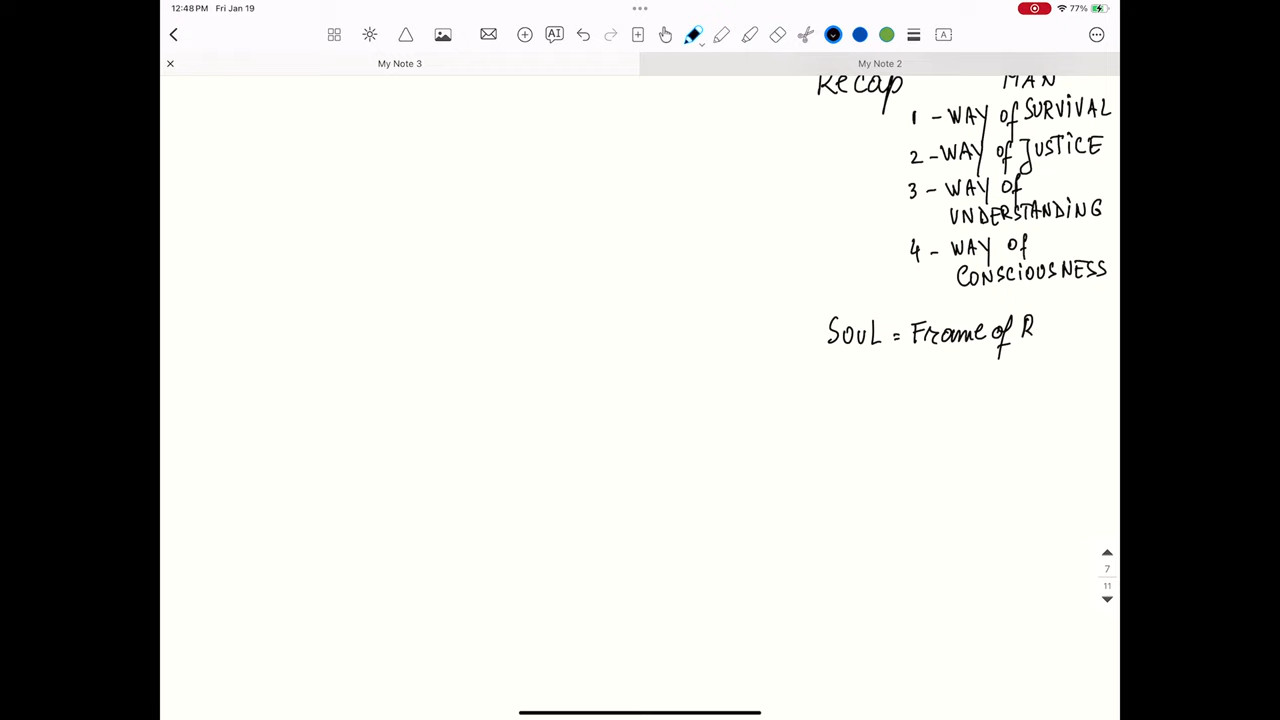 12:48 PM Fri Jan 19
77%
AI
A
My Note 3
My Note 2
Recap MAN
1 - WAY of SURVIVAL
2 - WAY of JUSTICE
3 - WAY of
UNDERSTANDING
4 - WAY of
CONSCIOUSNESS
SOUL = Frame of R
7
11